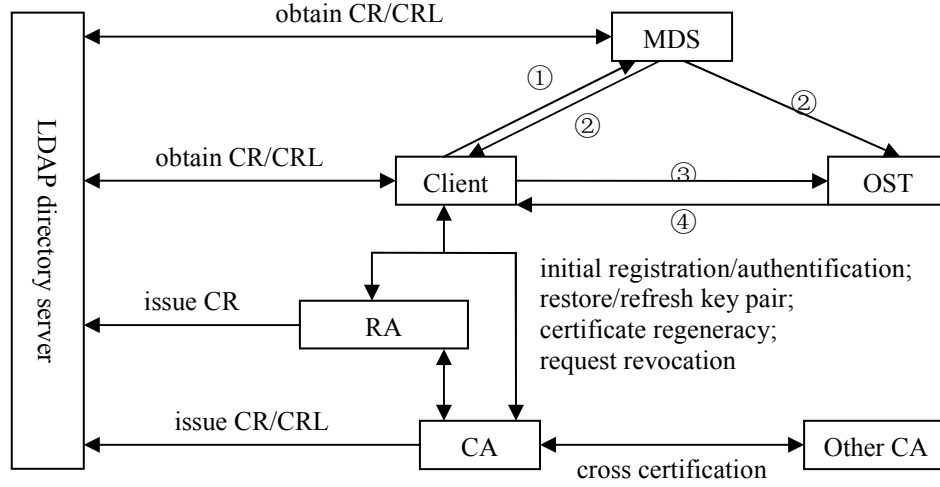 obtain CR/CRL
MDS
①
②
②
LDAP directory server
obtain CR/CRL
Client
③
OST
④
initial registration/authentification;
restore/refresh key pair;
certificate regeneracy;
request revocation
issue CR
RA
issue CR/CRL
CA
Other CA
cross certification